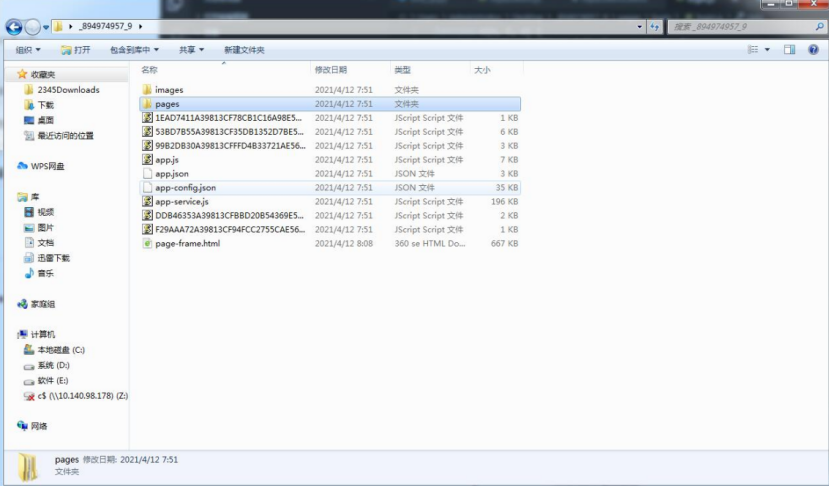 _894974957_9
搜索 _894974957_9
组织 打开 包含到库中 共享 新建文件夹
名称 修改日期 类型 大小
收藏夹
2345Downloads
下载
桌面
最近访问的位置
WPS网盘
库
视频
图片
文档
迅雷下载
音乐
家庭组
计算机
本地磁盘 (C:)
系统 (D:)
软件 (E:)
c$ (\\10.140.98.178) (Z:)
网络
images 2021/4/12 7:51 文件夹
pages 2021/4/12 7:51 文件夹
1EAD7411A39813CF78CB1C16A98E5... 2021/4/12 7:51 JScript Script 文件 1 KB
53BD7B55A39813CF35DB1352D7BE5... 2021/4/12 7:51 JScript Script 文件 6 KB
99B2DB30A39813CFFFD4B33721AE56... 2021/4/12 7:51 JScript Script 文件 3 KB
app.js 2021/4/12 7:51 JScript Script 文件 7 KB
app.json 2021/4/12 7:51 JSON 文件 3 KB
app-config.json 2021/4/12 7:51 JSON 文件 35 KB
app-service.js 2021/4/12 7:51 JScript Script 文件 196 KB
DDB46353A39813CFBBD20B54369E5... 2021/4/12 7:51 JScript Script 文件 2 KB
F29AAA72A39813CF94FCC2755CAE56... 2021/4/12 7:51 JScript Script 文件 1 KB
page-frame.html 2021/4/12 8:08 360 se HTML Do... 667 KB
pages 修改日期: 2021/4/12 7:51
文件夹